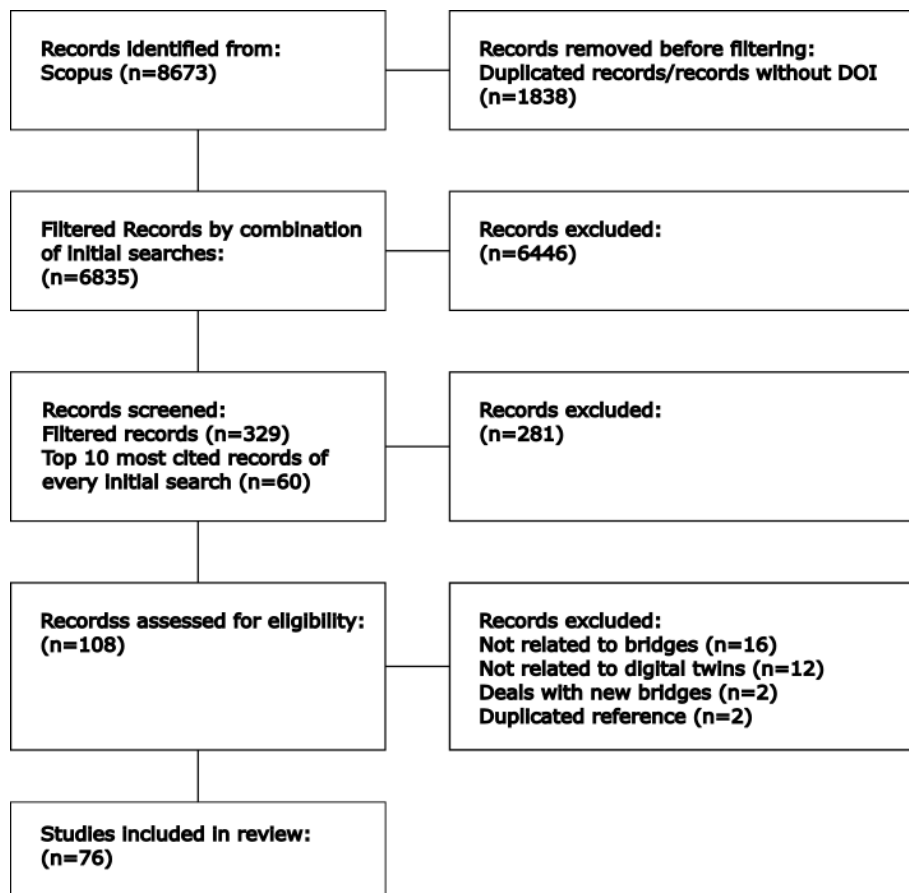 Records identified from:
Scopus (n=8673)
Records removed before filtering:
Duplicated records/records without DOI
(n=1838)
Filtered Records by combination
of initial searches:
(n=6835)
Records excluded:
(n=6446)
Records screened:
Filtered records (n=329)
Top 10 most cited records of
every initial search (n=60)
Records excluded:
(n=281)
Recordss assessed for eligibility:
(n=108)
Records excluded:
Not related to bridges (n=16)
Not related to digital twins (n=12)
Deals with new bridges (n=2)
Duplicated reference (n=2)
Studies included in review:
(n=76)